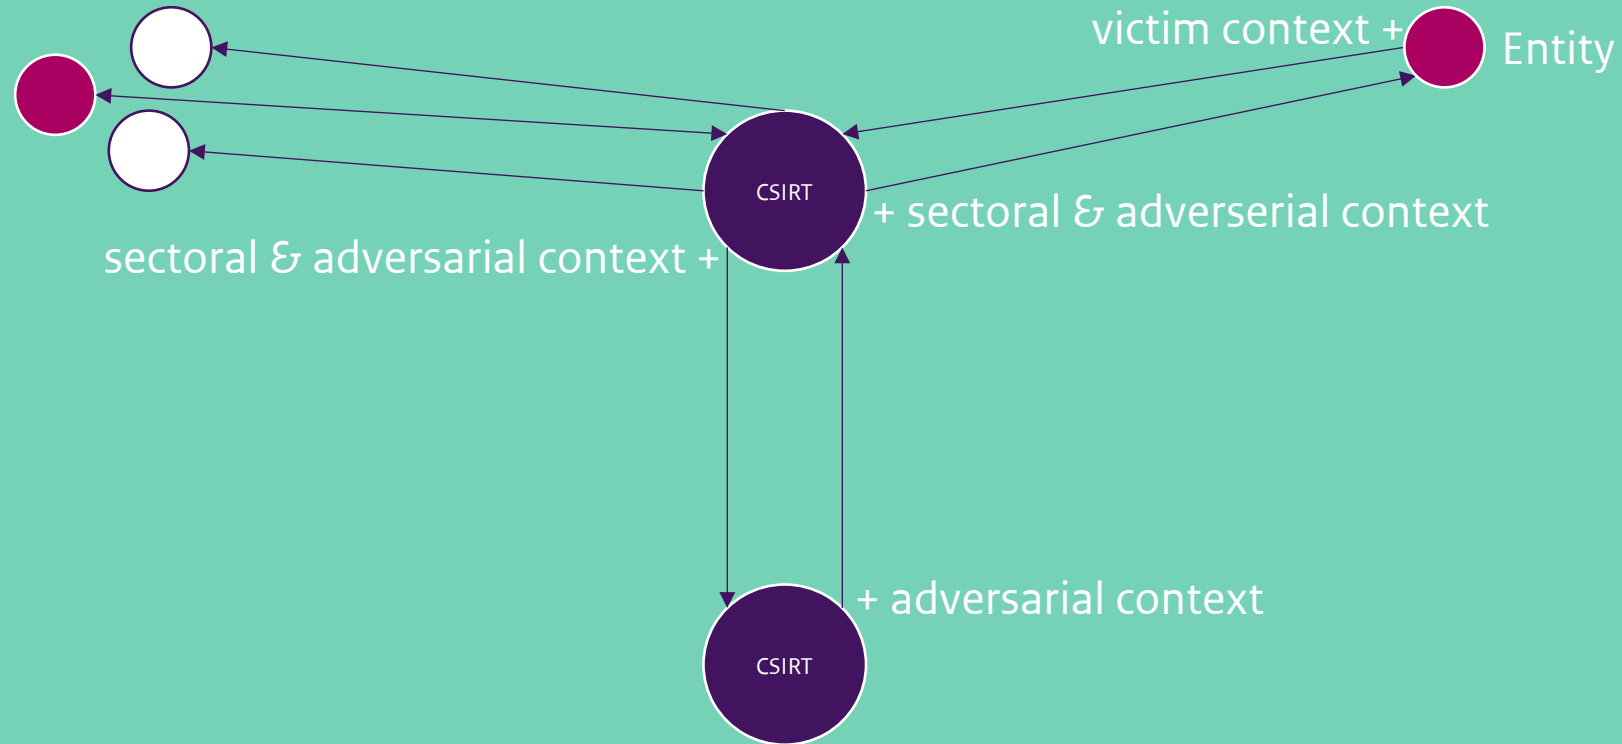 victim context +
Entity
CSIRT
+ sectoral & adverserial context
sectoral & adversarial context +
+ adversarial context
CSIRT